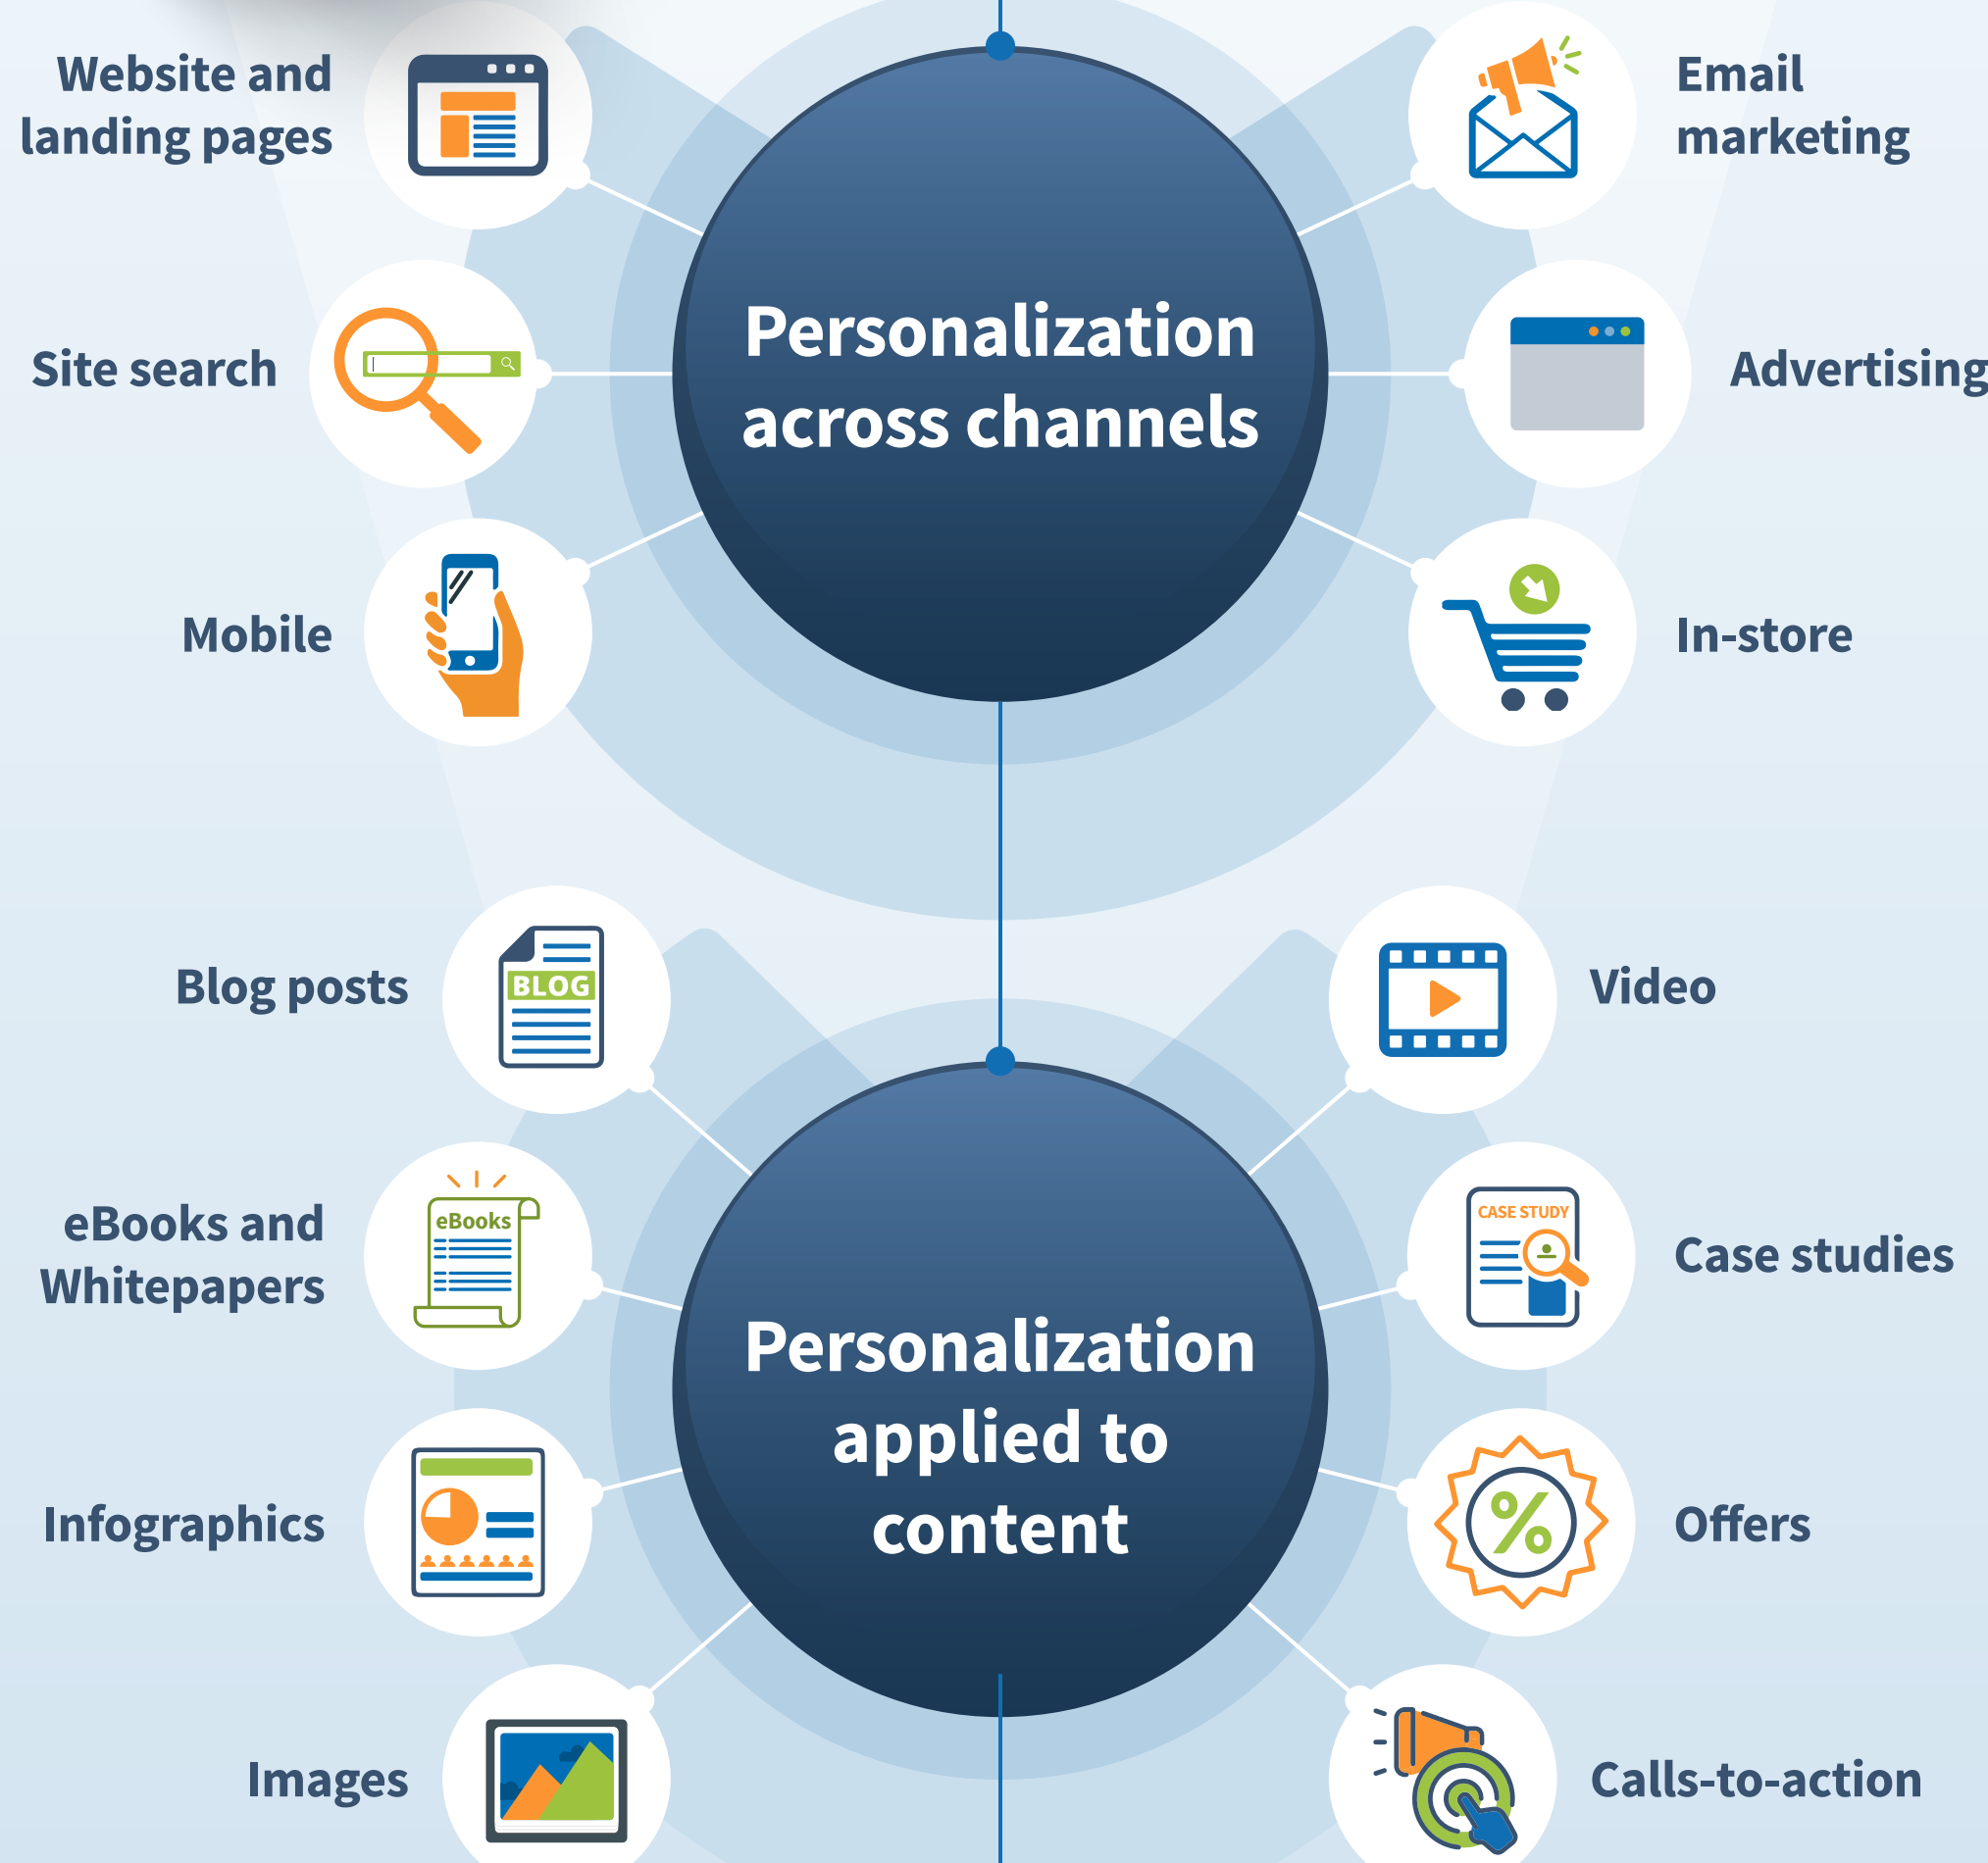 Website and
landing pages
Email
marketing
Personalization
across channels
Site search
Advertising
Mobile
In-store
Blog posts
BLOG
Video
eBooks and
Whitepapers
eBooks
CASE STUDY
Case studies
Personalization
applied to
content
Infographics
%
Offers
Images
Calls-to-action